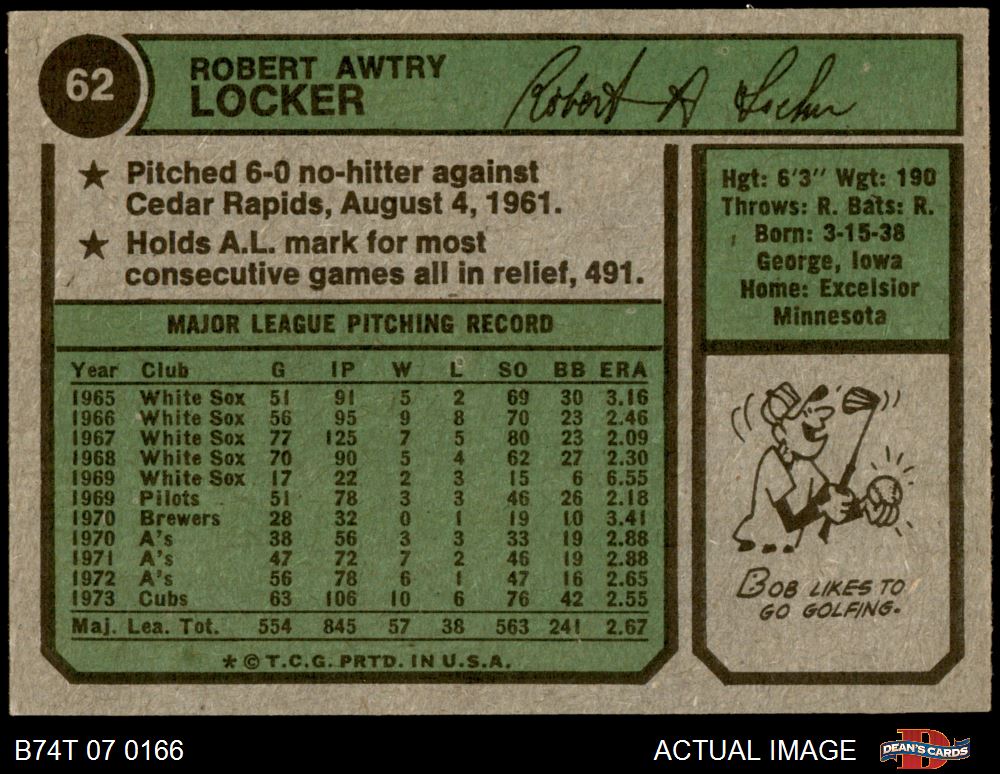 62
ROBERT AWTRY
LOCKER
Robert A Locker
★ Pitched 6-0 no-hitter against
Cedar Rapids, August 4, 1961.
★ Holds A.L. mark for most
consecutive games all in relief, 491.
Hgt: 6'3" Wgt: 190
Throws: R. Bats: R.
Born: 3-15-38
George, Iowa
Home: Excelsior
Minnesota
MAJOR LEAGUE PITCHING RECORD
Year Club G IP W L SO BB ERA
1965 White Sox 51 91 5 2 69 30 3.16
1966 White Sox 56 95 9 8 70 23 2.46
1967 White Sox 77 125 7 5 80 23 2.09
1968 White Sox 70 90 5 4 62 27 2.30
1969 White Sox 17 22 2 3 15 6 6.55
1969 Pilots 51 78 3 3 46 26 2.18
1970 Brewers 28 32 0 1 19 10 3.41
1970 A's 38 56 3 3 33 19 2.88
1971 A's 47 72 7 2 46 19 2.88
1972 A's 56 78 6 1 47 16 2.65
1973 Cubs 63 106 10 6 76 42 2.55
Maj. Lea. Tot. 554 845 57 38 563 241 2.67
* © T.C.G. PRTD. IN U.S.A.
BOB LIKES TO
GO GOLFING.
B74T 07 0166
ACTUAL IMAGE
DEAN'S CARDS